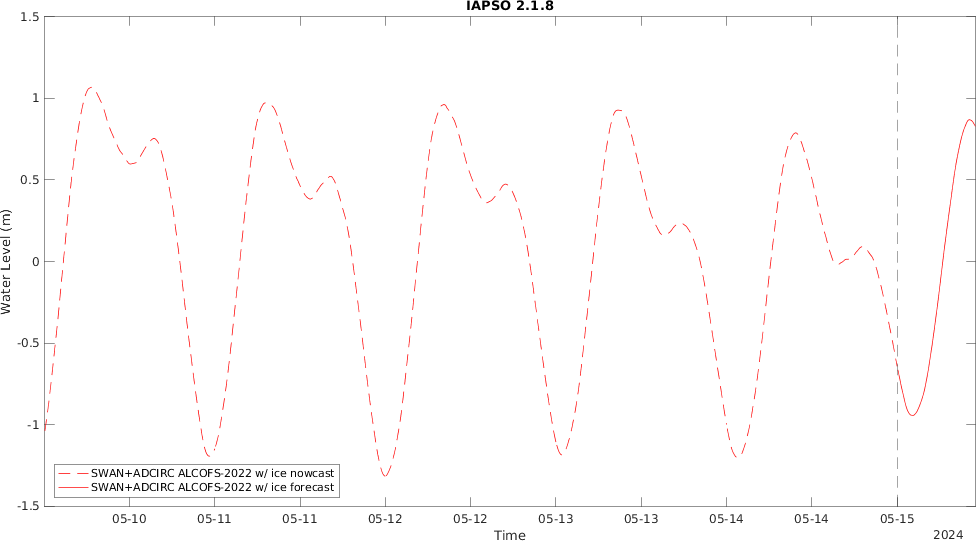 IAPSO 2.1.8
1.5
1
0.5
0
-0.5
-1
-1.5
Water Level (m)
SWAN+ADCIRC ALCOFS-2022 w/ ice nowcast
SWAN+ADCIRC ALCOFS-2022 w/ ice forecast
05-10 05-11 05-11 05-12 05-12 05-13 05-13 05-14 05-14 05-15
Time
2024